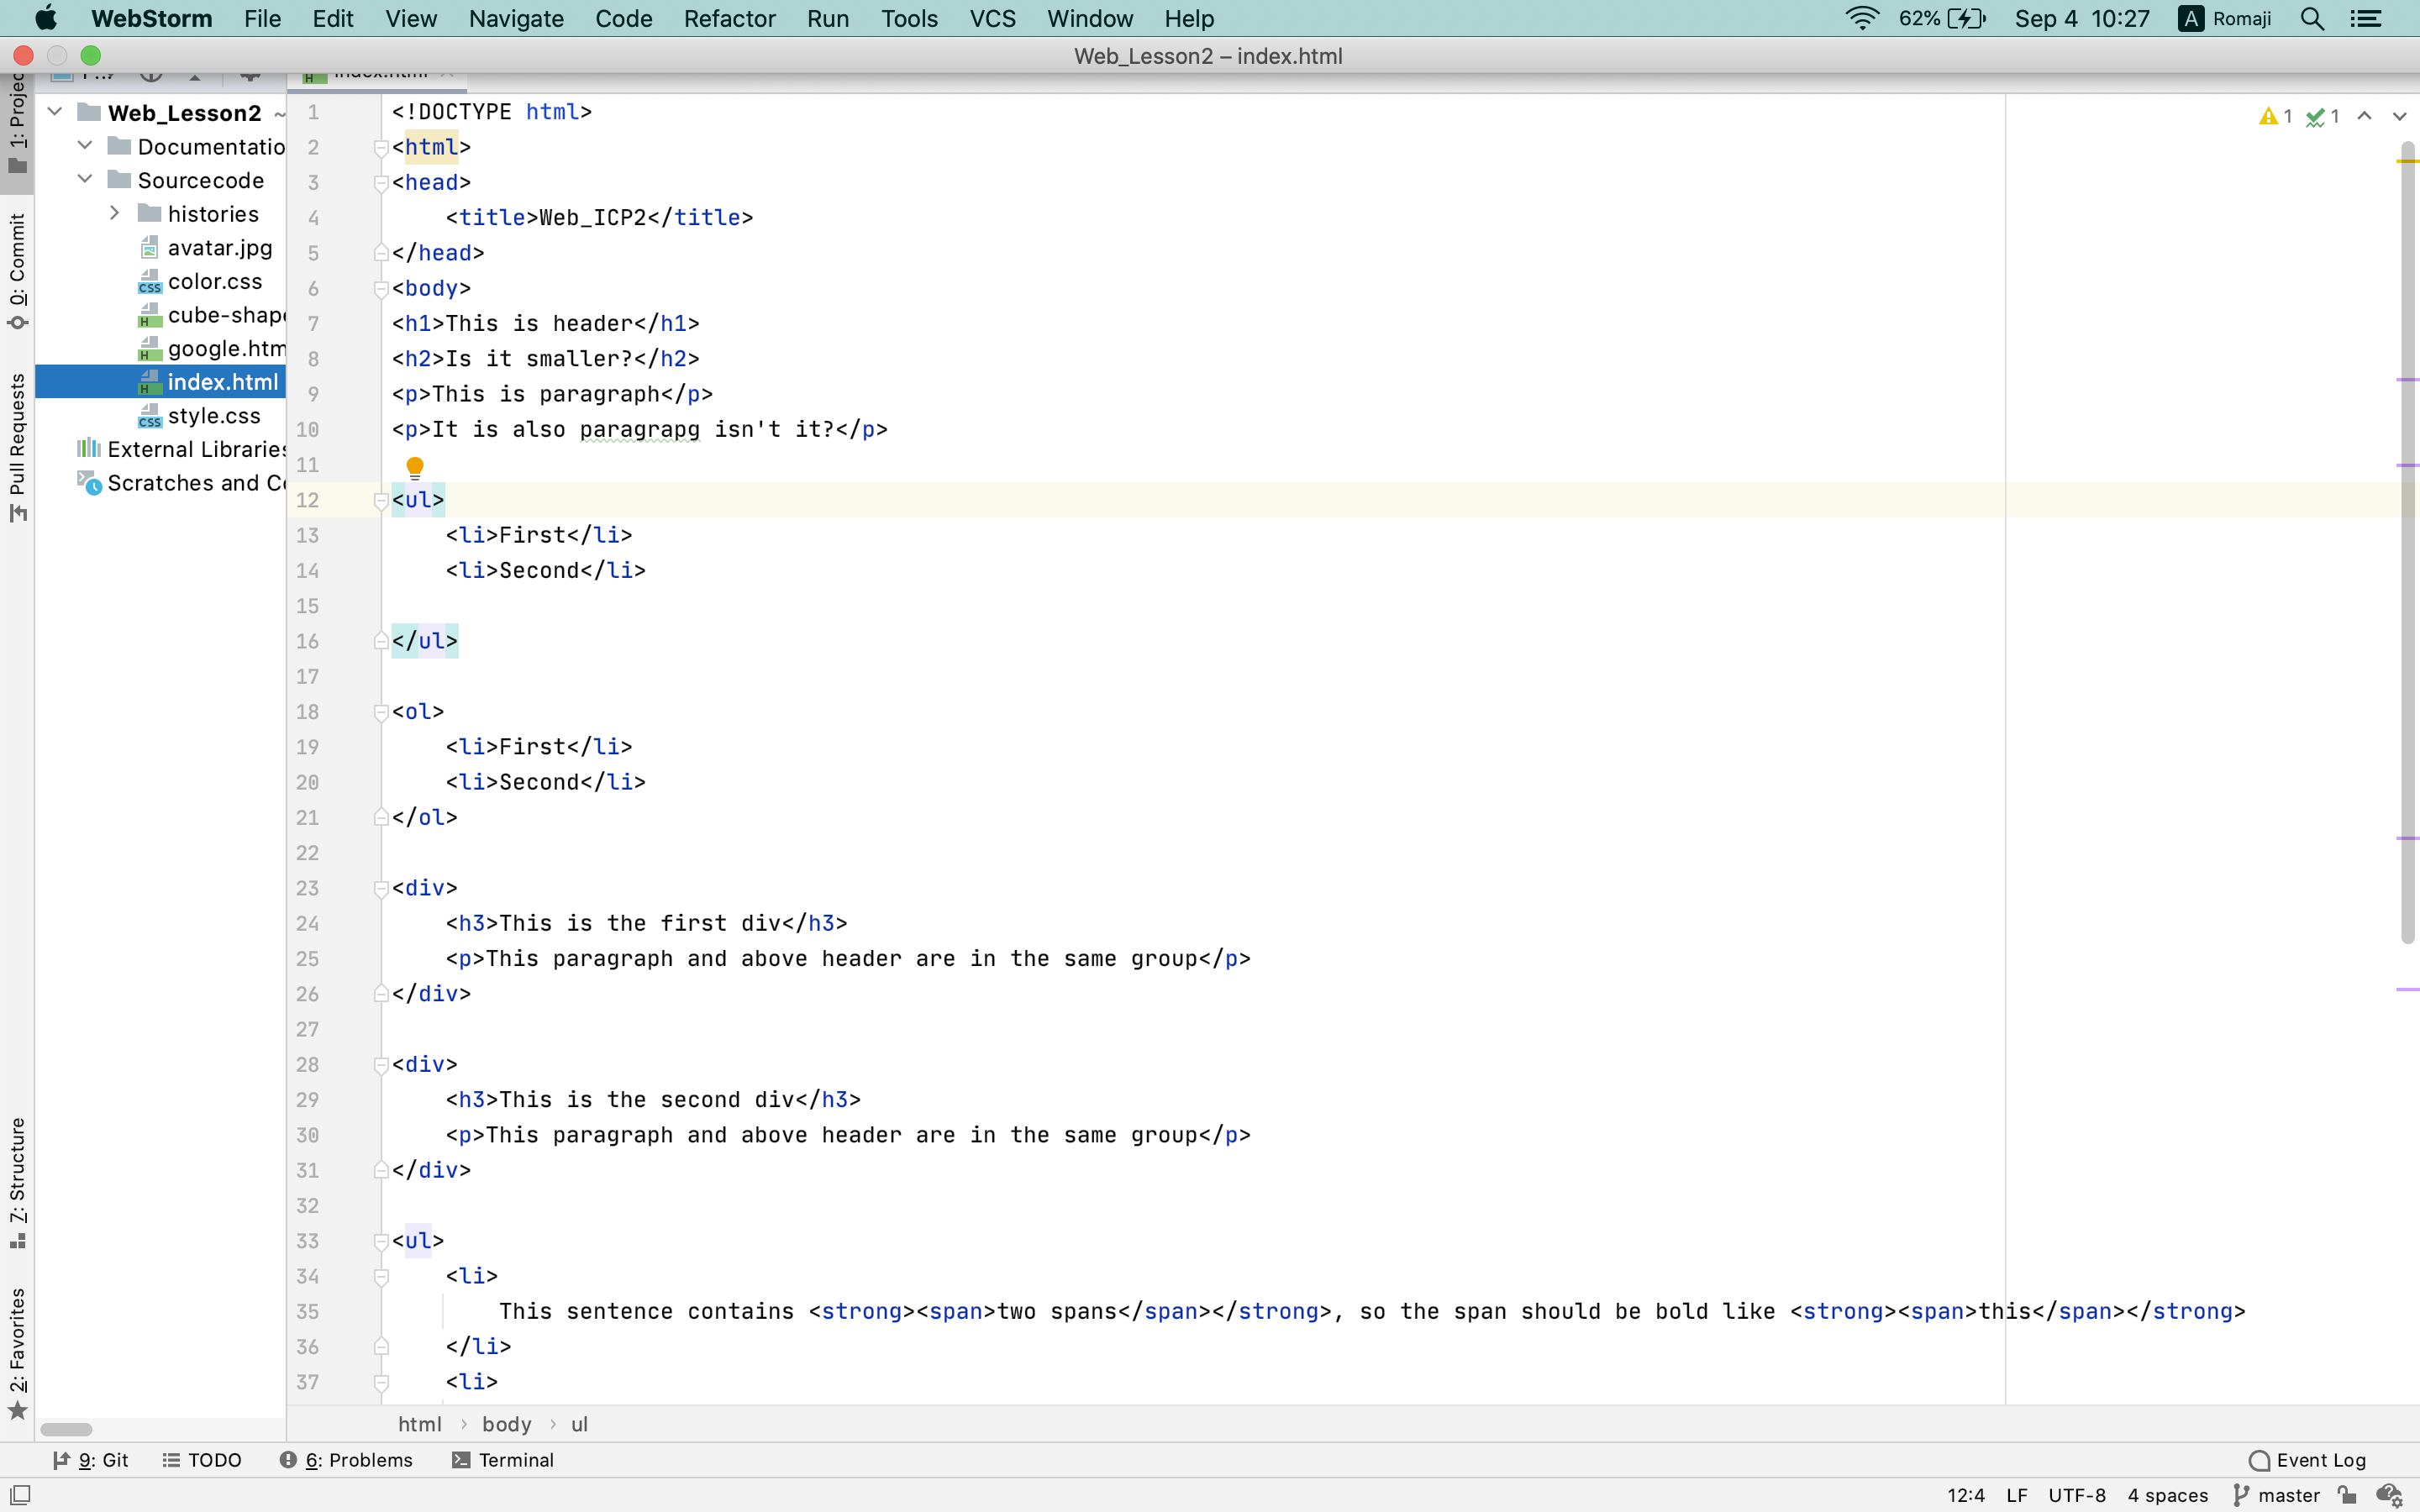 WebStorm File Edit View Navigate Code Refactor Run Tools VCS Window Help 62% Sep 4 10:27 A Romaji
Web_Lesson2 – index.html
1: Project
0: Commit
Pull Requests
7: Structure
2: Favorites
Web_Lesson2 ~
Documentatio
Sourcecode
histories
avatar.jpg
color.css
cube-shape
google.htm
index.html
style.css
External Libraries
Scratches and Co
1 <!DOCTYPE html>
2 <html>
3 <head>
4 <title>Web_ICP2</title>
5 </head>
6 <body>
7 <h1>This is header</h1>
8 <h2>Is it smaller?</h2>
9 <p>This is paragraph</p>
10 <p>It is also paragrapg isn't it?</p>
11
12 <ul>
13 <li>First</li>
14 <li>Second</li>
15
16 </ul>
17
18 <ol>
19 <li>First</li>
20 <li>Second</li>
21 </ol>
22
23 <div>
24 <h3>This is the first div</h3>
25 <p>This paragraph and above header are in the same group</p>
26 </div>
27
28 <div>
29 <h3>This is the second div</h3>
30 <p>This paragraph and above header are in the same group</p>
31 </div>
32
33 <ul>
34 <li>
35 This sentence contains <strong><span>two spans</span></strong>, so the span should be bold like <strong><span>this</span></strong>
36 </li>
37 <li>
1 1
html › body › ul
9: Git TODO 6: Problems Terminal Event Log
12:4 LF UTF-8 4 spaces master